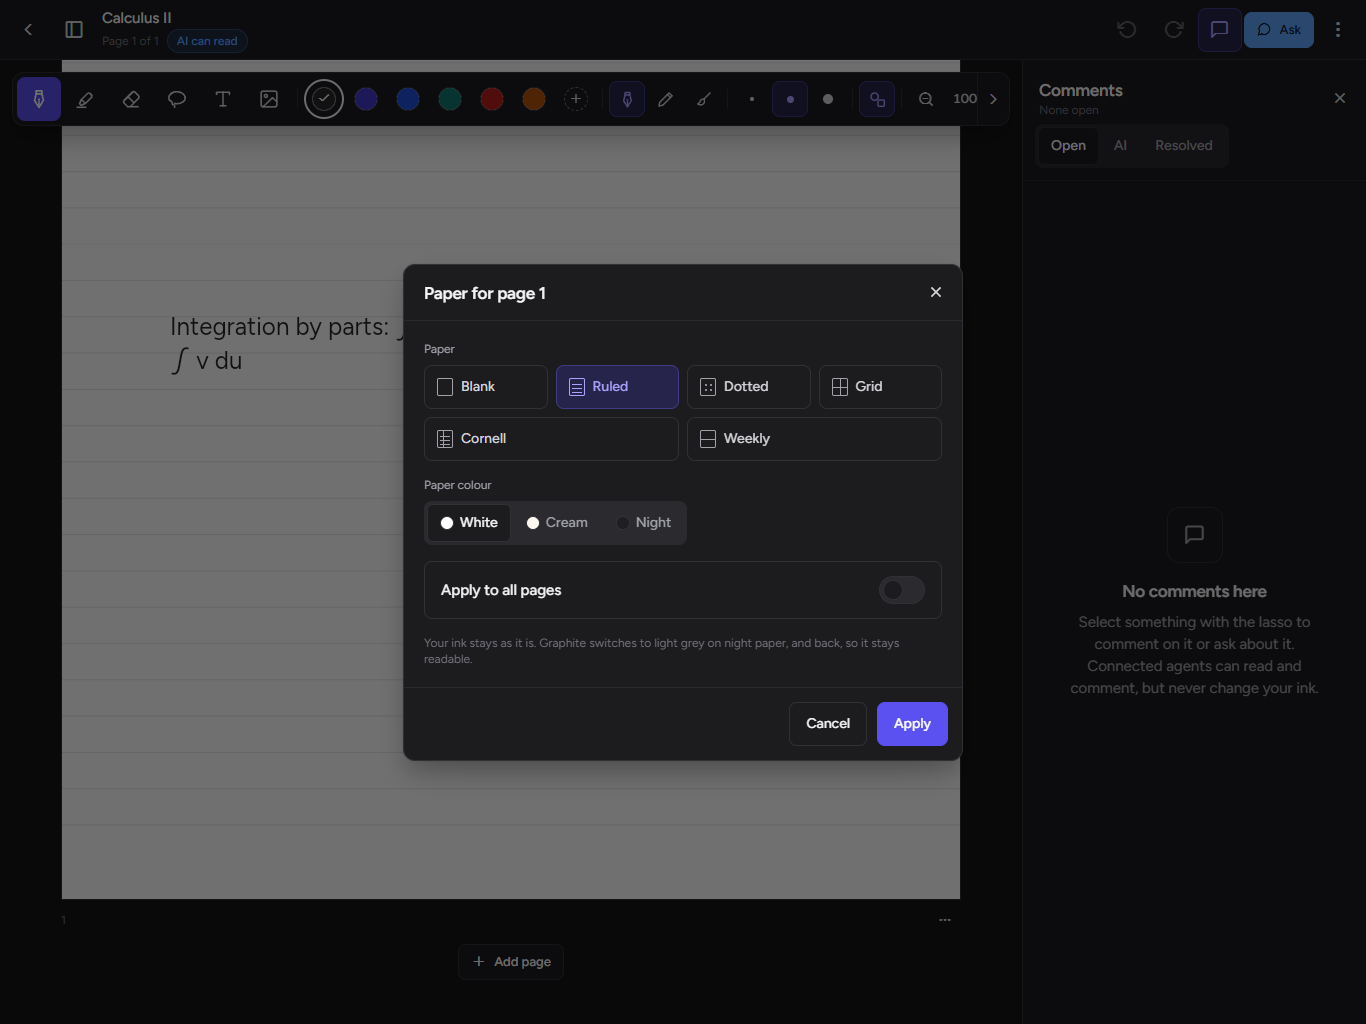 Calculus II
Page 1 of 1 AI can read
Ask
100
Comments
None open
Open AI Resolved
Integration by parts: ∫
∫ v du
Paper for page 1
Paper
Blank Ruled Dotted Grid
Cornell Weekly
Paper colour
White Cream Night
Apply to all pages
Your ink stays as it is. Graphite switches to light grey on night paper, and back, so it stays
readable.
Cancel Apply
No comments here
Select something with the lasso to
comment on it or ask about it.
Connected agents can read and
comment, but never change your ink.
1
Add page